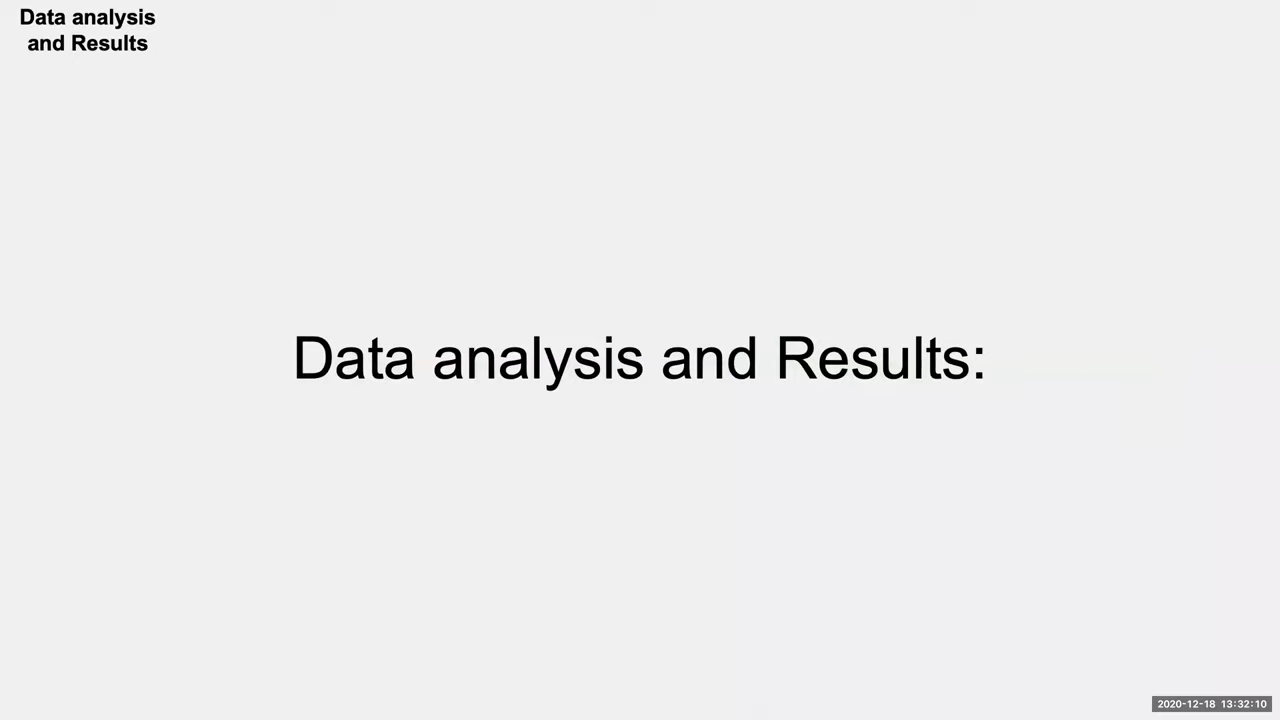 Data analysis
and Results
Data analysis and Results:
2020-12-18 13:32:10